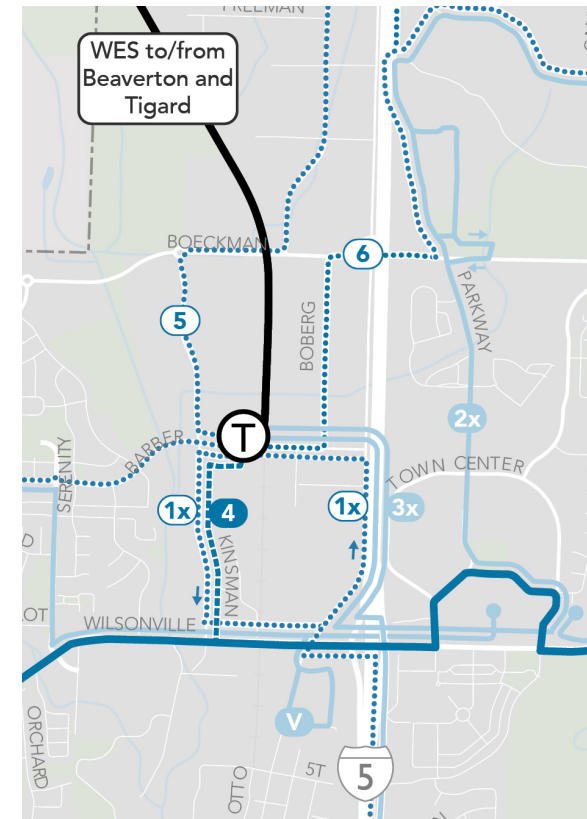 FREEMAN
WES to/from
Beaverton and
Tigard
BOECKMAN
6
5
BOBERG
PARKWAY
2x
T
BARBER
SERENITY
TOWN CENTER
1x
4
1x
3x
KINSMAN
WILSONVILLE
V
ORCHARD
OTTO
5T
5